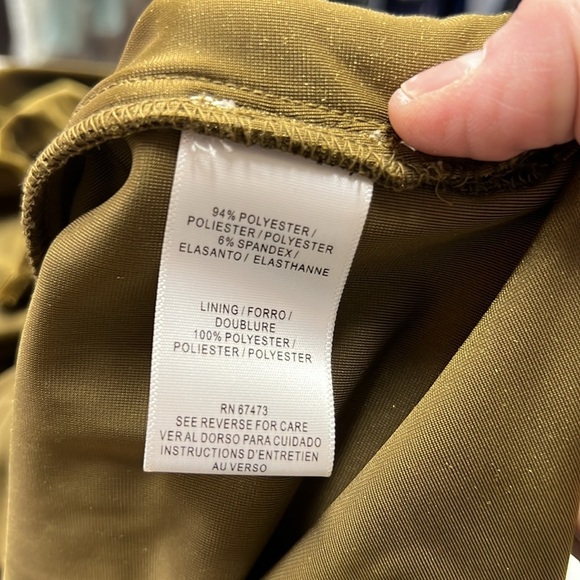 94% POLYESTER /
POLIESTER / POLYESTER
6% SPANDEX /
ELASANTO / ELASTHANNE
LINING / FORRO /
DOUBLURE
100% POLYESTER /
POLIESTER / POLYESTER
RN 67473
SEE REVERSE FOR CARE
VER AL DORSO PARA CUIDADO
INSTRUCTIONS D'ENTRETIEN
AU VERSO